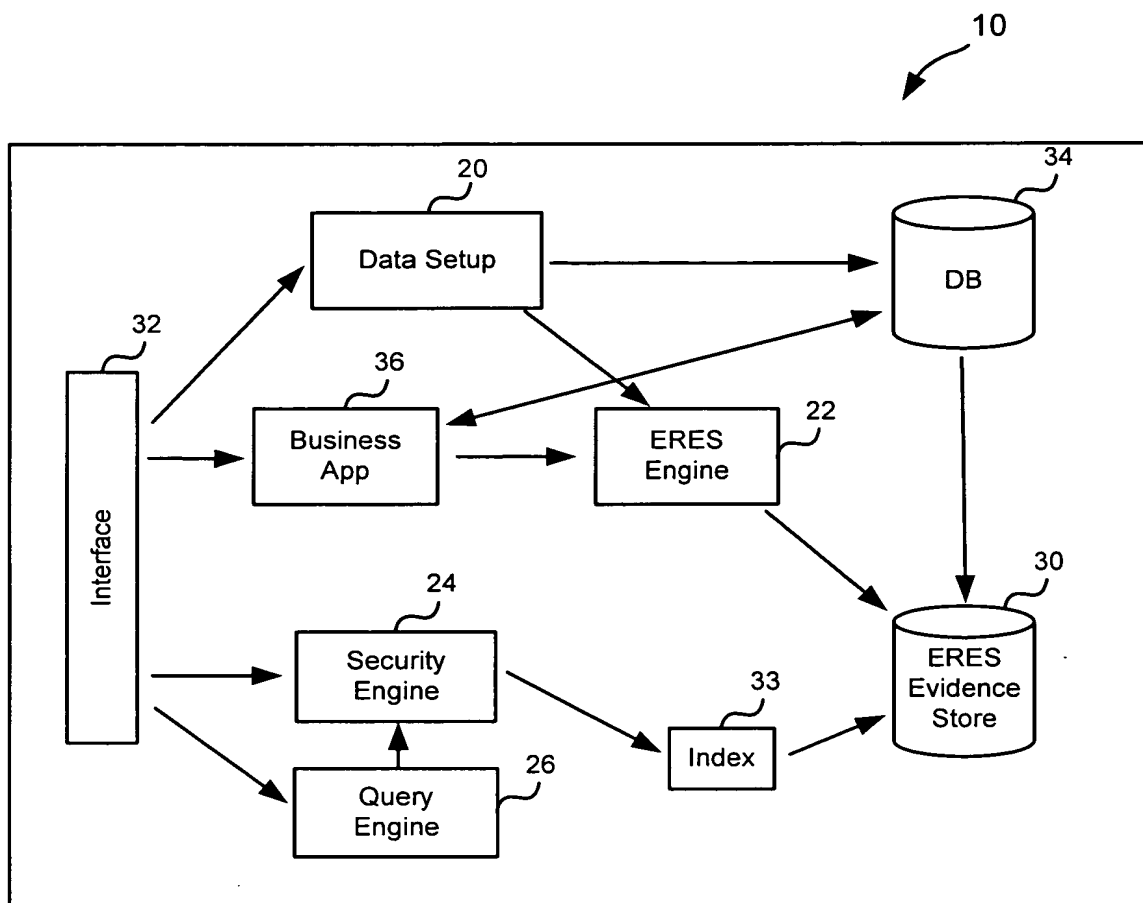 10
20
34
Data Setup
DB
32
36
22
Business
App
ERES
Engine
Interface
24
30
Security
Engine
ERES
Evidence
Store
33
Index
26
Query
Engine